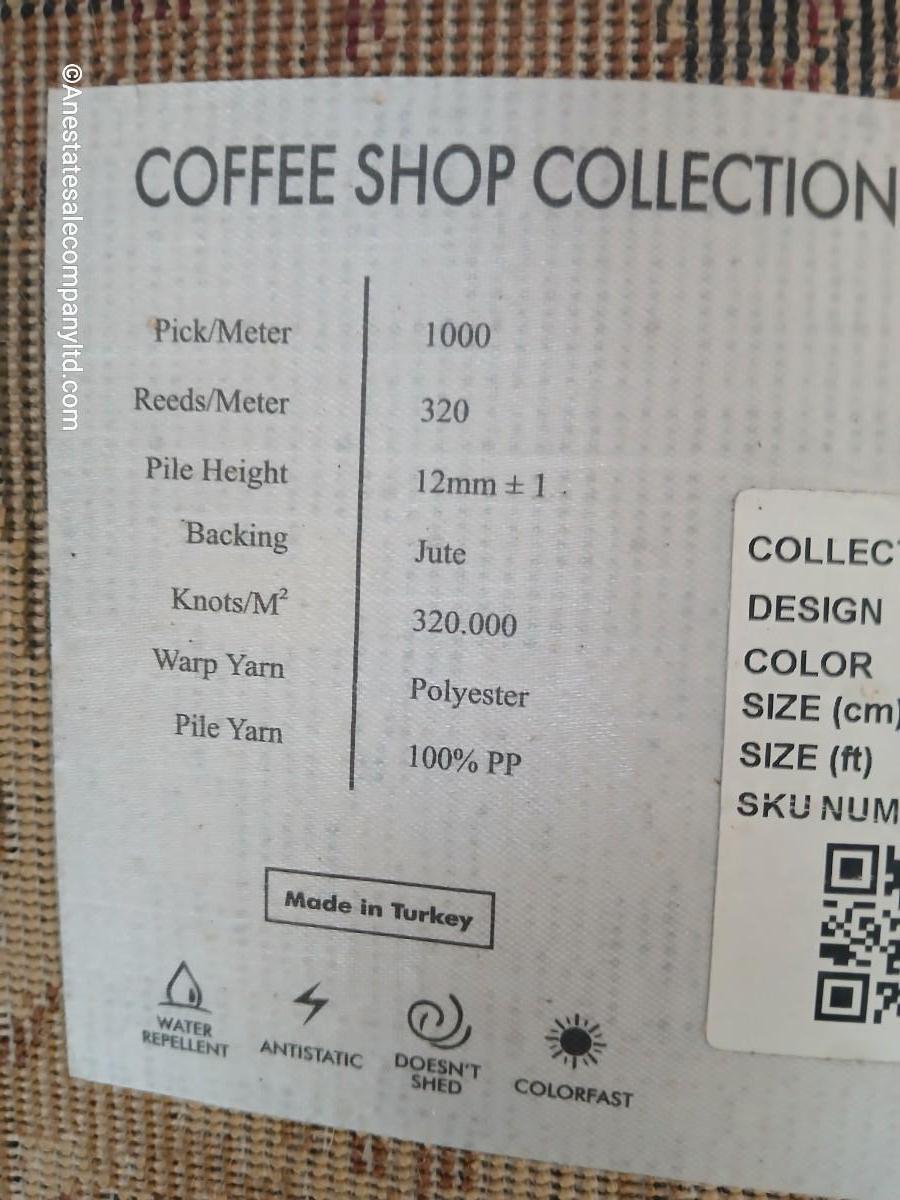 ©Anestatesalecompanyltd.com
COFFEE SHOP COLLECTION
Pick/Meter 1000
Reeds/Meter 320
Pile Height 12mm ± 1
Backing Jute
Knots/M² 320.000
Warp Yarn Polyester
Pile Yarn 100% PP
Made in Turkey
WATER
REPELLENT
ANTISTATIC
DOESN'T
SHED
COLORFAST
COLLEC
DESIGN
COLOR
SIZE (cm)
SIZE (ft)
SKU NUM